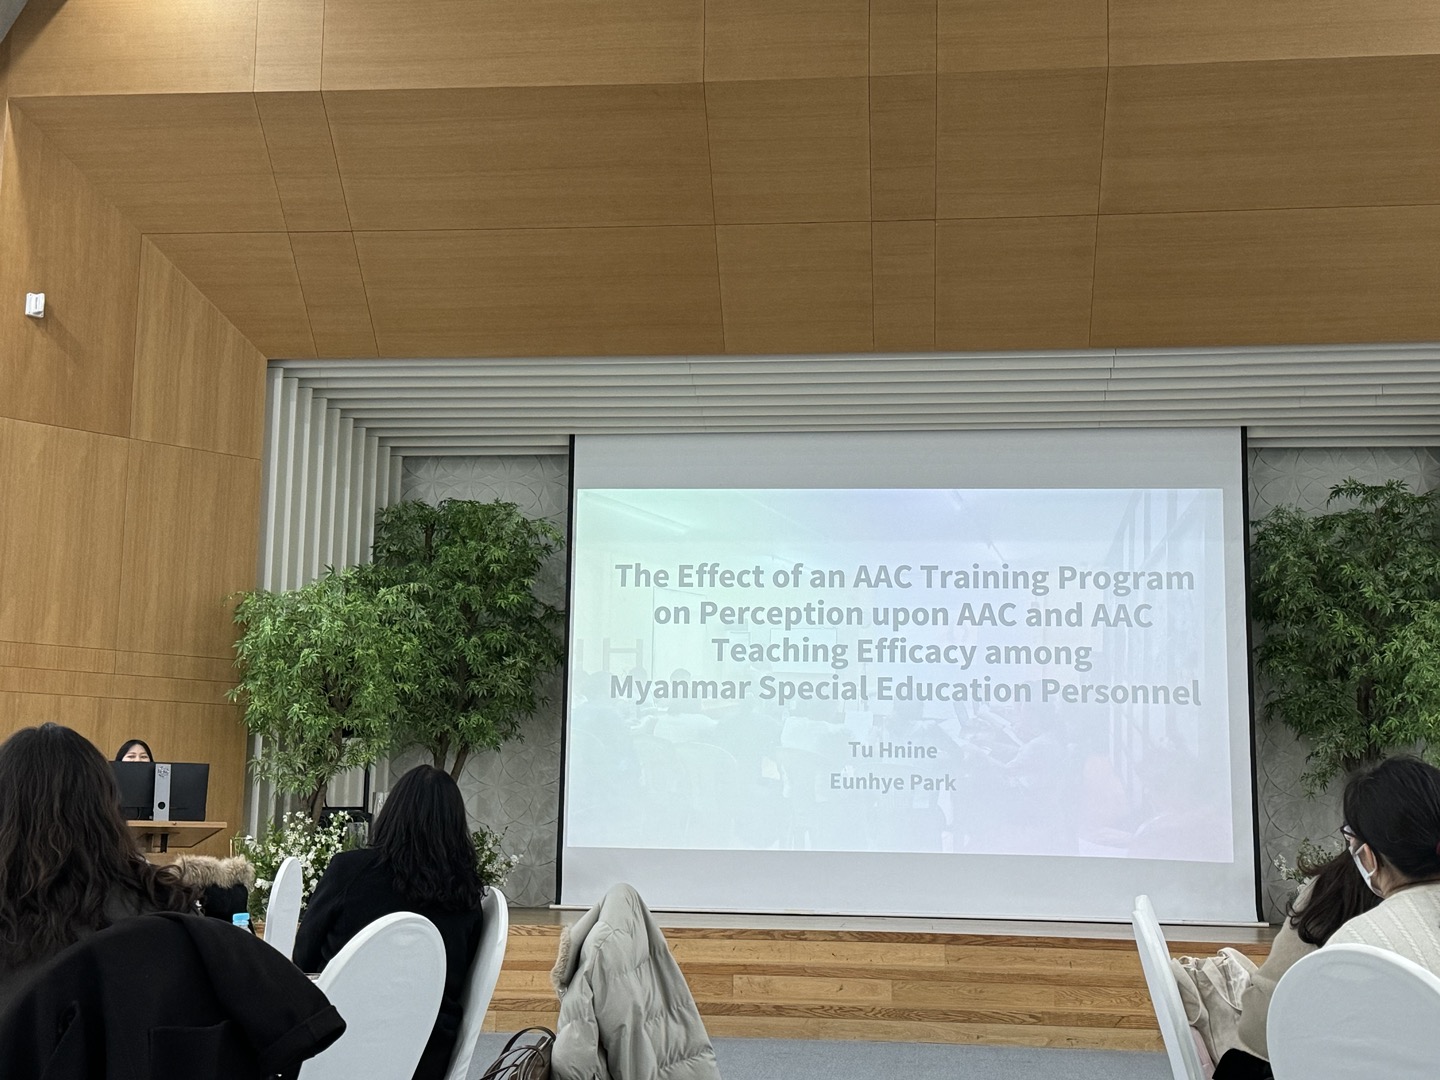 The Effect of an AAC Training Program
on Perception upon AAC and AAC
Teaching Efficacy among
Myanmar Special Education Personnel
Tu Hnine
Eunhye Park